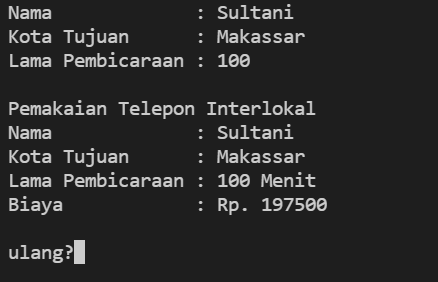 Nama            : Sultani
Kota Tujuan     : Makassar
Lama Pembicaraan : 100
Pemakaian Telepon Interlokal
Nama            : Sultani
Kota Tujuan     : Makassar
Lama Pembicaraan : 100 Menit
Biaya           : Rp. 197500
ulang?